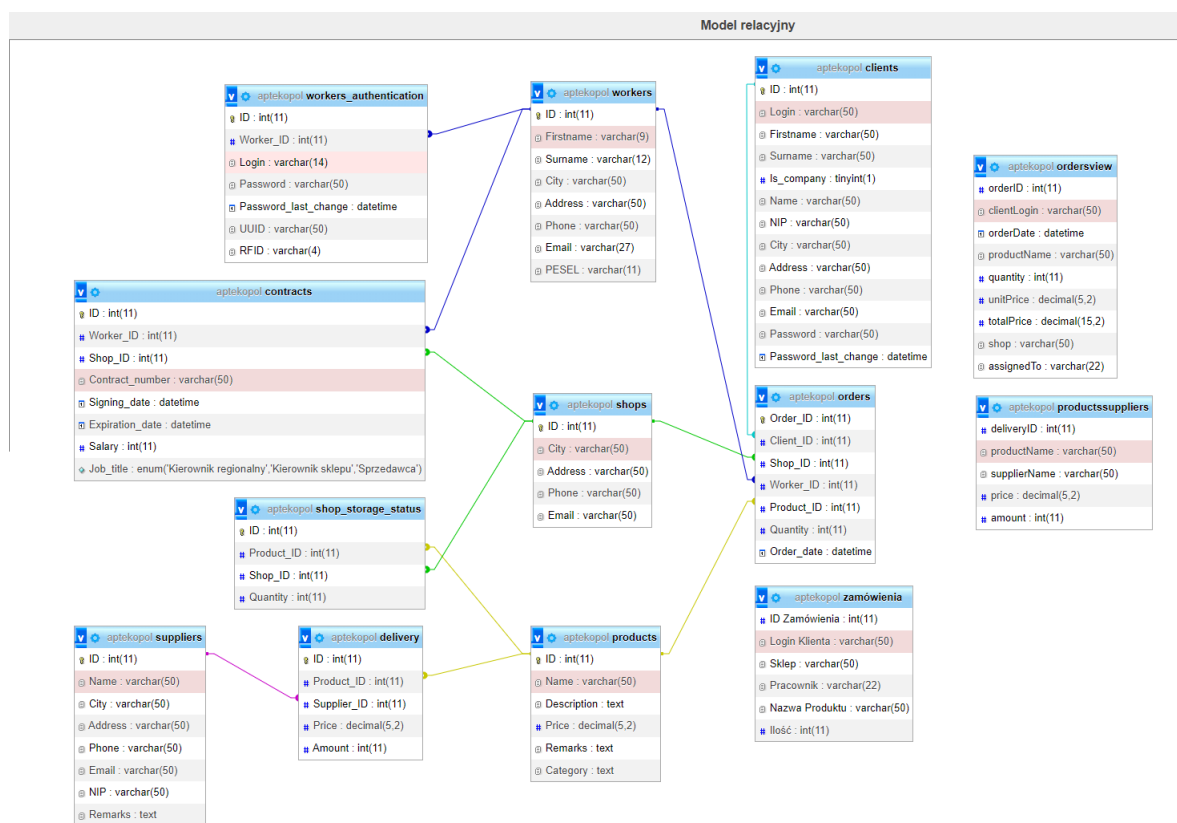 Model relacyjny
aptekopol workers_authentication
ID : int(11)
Worker_ID : int(11)
Login : varchar(14)
Password : varchar(50)
Password_last_change : datetime
UUID : varchar(50)
RFID : varchar(4)
aptekopol workers
ID : int(11)
Firstname : varchar(9)
Surname : varchar(12)
City : varchar(50)
Address : varchar(50)
Phone : varchar(50)
Email : varchar(27)
PESEL : varchar(11)
aptekopol clients
ID : int(11)
Login : varchar(50)
Firstname : varchar(50)
Surname : varchar(50)
Is_company : tinyint(1)
Name : varchar(50)
NIP : varchar(50)
City : varchar(50)
Address : varchar(50)
Phone : varchar(50)
Email : varchar(50)
Password : varchar(50)
Password_last_change : datetime
aptekopol ordersview
orderID : int(11)
clientLogin : varchar(50)
orderDate : datetime
productName : varchar(50)
quantity : int(11)
unitPrice : decimal(5,2)
totalPrice : decimal(15,2)
shop : varchar(50)
assignedTo : varchar(22)
aptekopol contracts
ID : int(11)
Worker_ID : int(11)
Shop_ID : int(11)
Contract_number : varchar(50)
Signing_date : datetime
Expiration_date : datetime
Salary : int(11)
Job_title : enum('Kierownik regionalny','Kierownik sklepu','Sprzedawca')
aptekopol shops
ID : int(11)
City : varchar(50)
Address : varchar(50)
Phone : varchar(50)
Email : varchar(50)
aptekopol orders
Order_ID : int(11)
Client_ID : int(11)
Shop_ID : int(11)
Worker_ID : int(11)
Product_ID : int(11)
Quantity : int(11)
Order_date : datetime
aptekopol productssuppliers
deliveryID : int(11)
productName : varchar(50)
supplierName : varchar(50)
price : decimal(5,2)
amount : int(11)
aptekopol shop_storage_status
ID : int(11)
Product_ID : int(11)
Shop_ID : int(11)
Quantity : int(11)
aptekopol zamówienia
ID Zamówienia : int(11)
Login Klienta : varchar(50)
Sklep : varchar(50)
Pracownik : varchar(22)
Nazwa Produktu : varchar(50)
Ilość : int(11)
aptekopol suppliers
ID : int(11)
Name : varchar(50)
City : varchar(50)
Address : varchar(50)
Phone : varchar(50)
Email : varchar(50)
NIP : varchar(50)
Remarks : text
aptekopol delivery
ID : int(11)
Product_ID : int(11)
Supplier_ID : int(11)
Price : decimal(5,2)
Amount : int(11)
aptekopol products
ID : int(11)
Name : varchar(50)
Description : text
Price : decimal(5,2)
Remarks : text
Category : text